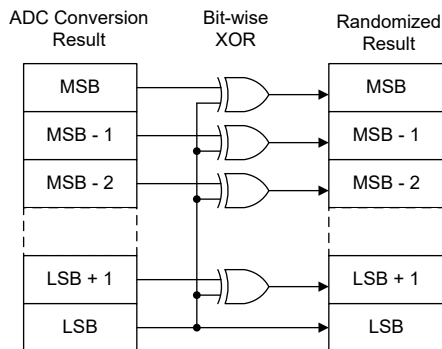 ADC Conversion Result
Bit-wise XOR
Randomized Result
MSB
MSB
MSB - 1
MSB - 1
MSB - 2
MSB - 2
LSB + 1
LSB + 1
LSB
LSB